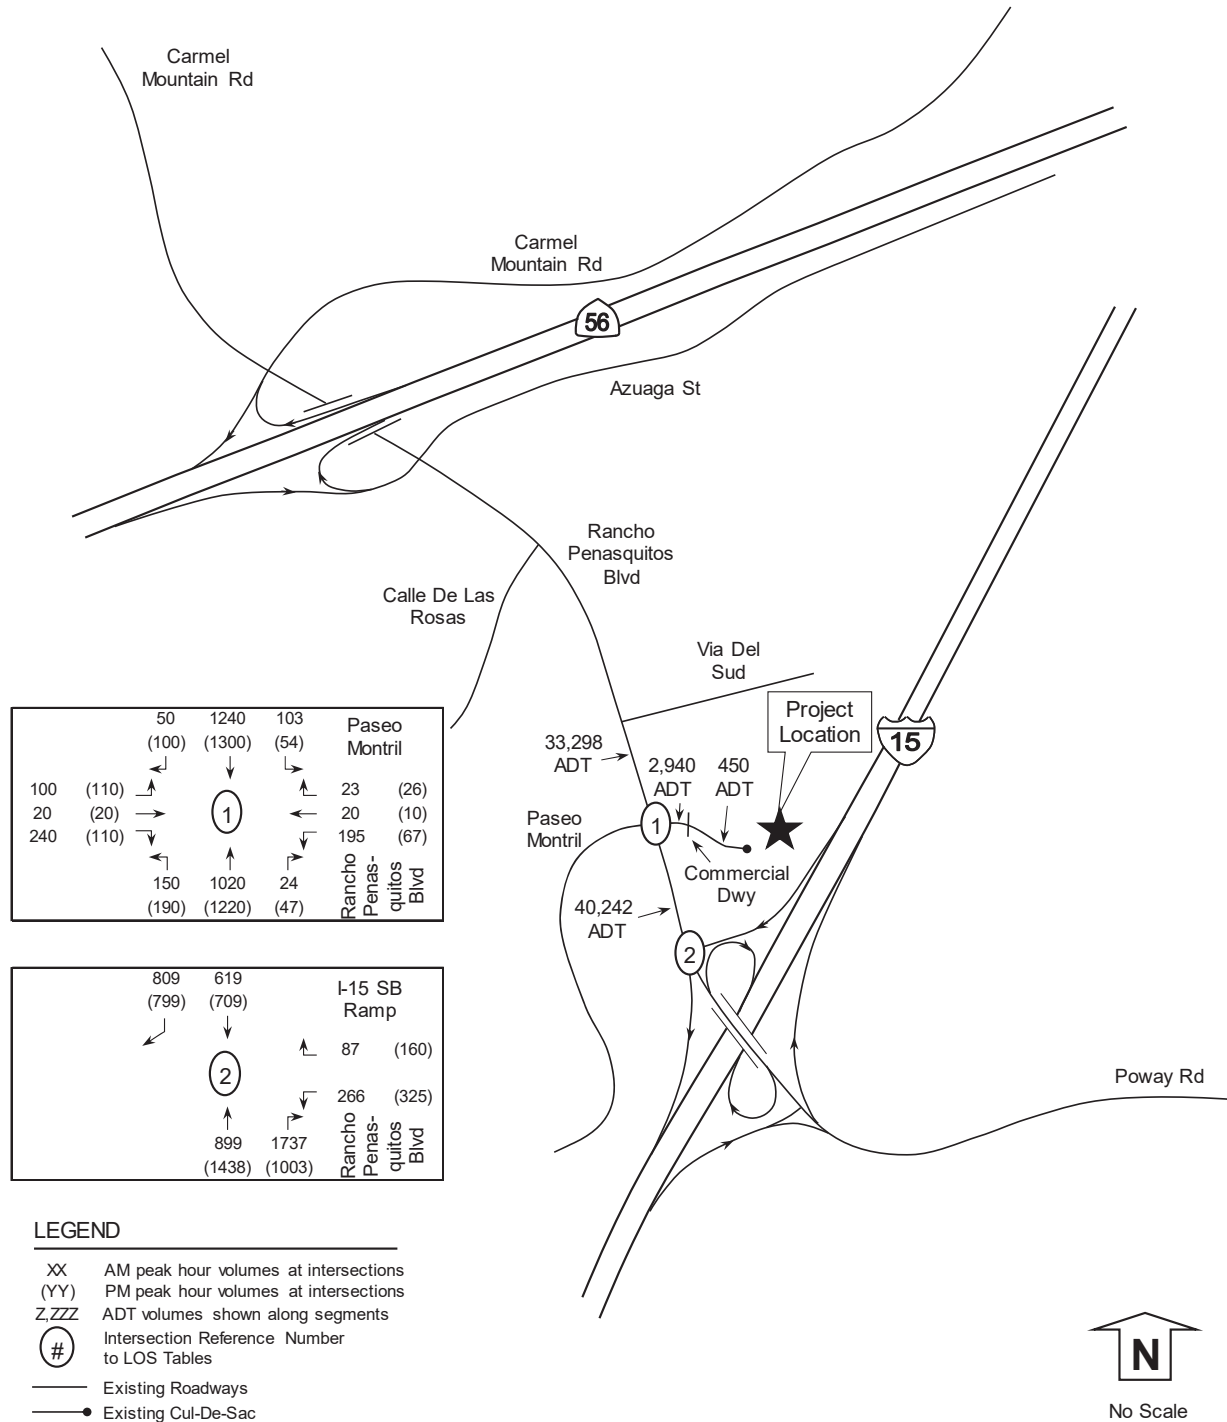 Carmel
Mountain Rd
Carmel
Mountain Rd
56
Azuaga St
Rancho
Penasquitos
Blvd
Calle De Las
Rosas
Via Del
Sud
Project
Location
15
33,298
ADT
2,940
ADT
450
ADT
Paseo
Montril
1
Commercial
Dwy
40,242
ADT
2
Poway Rd
50 1240 103
(100) (1300) (54)
Paseo
Montril
100 (110) 23 (26)
20 (20) 1 20 (10)
240 (110) 195 (67)
150 1020 24
(190) (1220) (47)
Rancho
Penas-
quitos
Blvd
809 619
(799) (709)
I-15 SB
Ramp
87 (160)
2
266 (325)
899 1737
(1438) (1003)
Rancho
Penas-
quitos
Blvd
LEGEND
XX AM peak hour volumes at intersections
(YY) PM peak hour volumes at intersections
Z,ZZZ ADT volumes shown along segments
# Intersection Reference Number
to LOS Tables
Existing Roadways
Existing Cul-De-Sac
N
No Scale